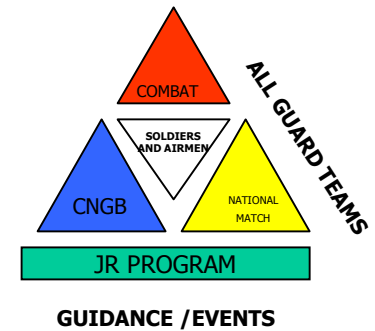 COMBAT
ALL GUARD TEAMS
SOLDIERS
AND AIRMEN
CNGB
NATIONAL
MATCH
JR PROGRAM
GUIDANCE /EVENTS